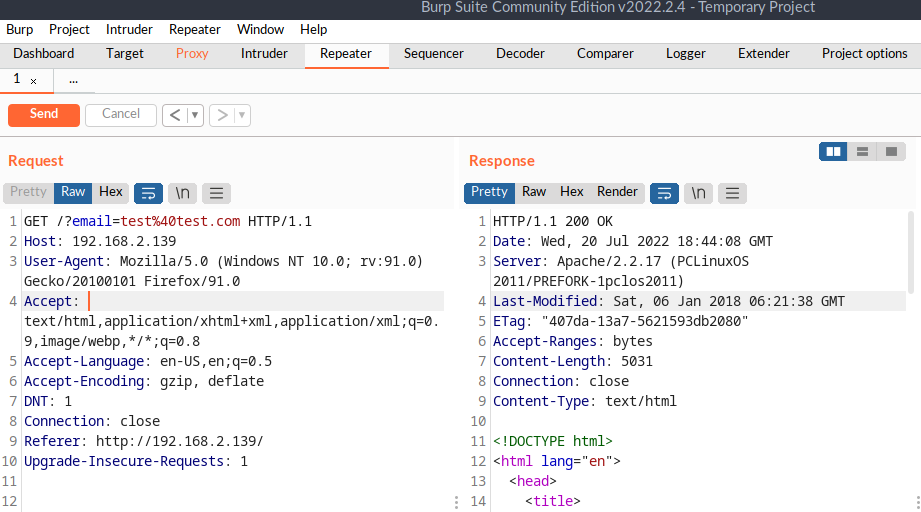 Burp Suite Community Edition v2022.2.4 - Temporary Project
Burp Project Intruder Repeater Window Help
Dashboard Target Proxy Intruder Repeater Sequencer Decoder Comparer Logger Extender Project options
1 × ...
Send Cancel < ▼ > ▼
Request
Pretty Raw Hex \n
1 GET /?email=test%40test.com HTTP/1.1
2 Host: 192.168.2.139
3 User-Agent: Mozilla/5.0 (Windows NT 10.0; rv:91.0)
Gecko/20100101 Firefox/91.0
4 Accept:
text/html,application/xhtml+xml,application/xml;q=0.
9,image/webp,*/*;q=0.8
5 Accept-Language: en-US,en;q=0.5
6 Accept-Encoding: gzip, deflate
7 DNT: 1
8 Connection: close
9 Referer: http://192.168.2.139/
10 Upgrade-Insecure-Requests: 1
11
12
Response
Pretty Raw Hex Render \n
1 HTTP/1.1 200 OK
2 Date: Wed, 20 Jul 2022 18:44:08 GMT
3 Server: Apache/2.2.17 (PCLinuxOS
2011/PREFORK-1pclos2011)
4 Last-Modified: Sat, 06 Jan 2018 06:21:38 GMT
5 ETag: "407da-13a7-5621593db2080"
6 Accept-Ranges: bytes
7 Content-Length: 5031
8 Connection: close
9 Content-Type: text/html
10
11 <!DOCTYPE html>
12 <html lang="en">
13 <head>
14 <title>